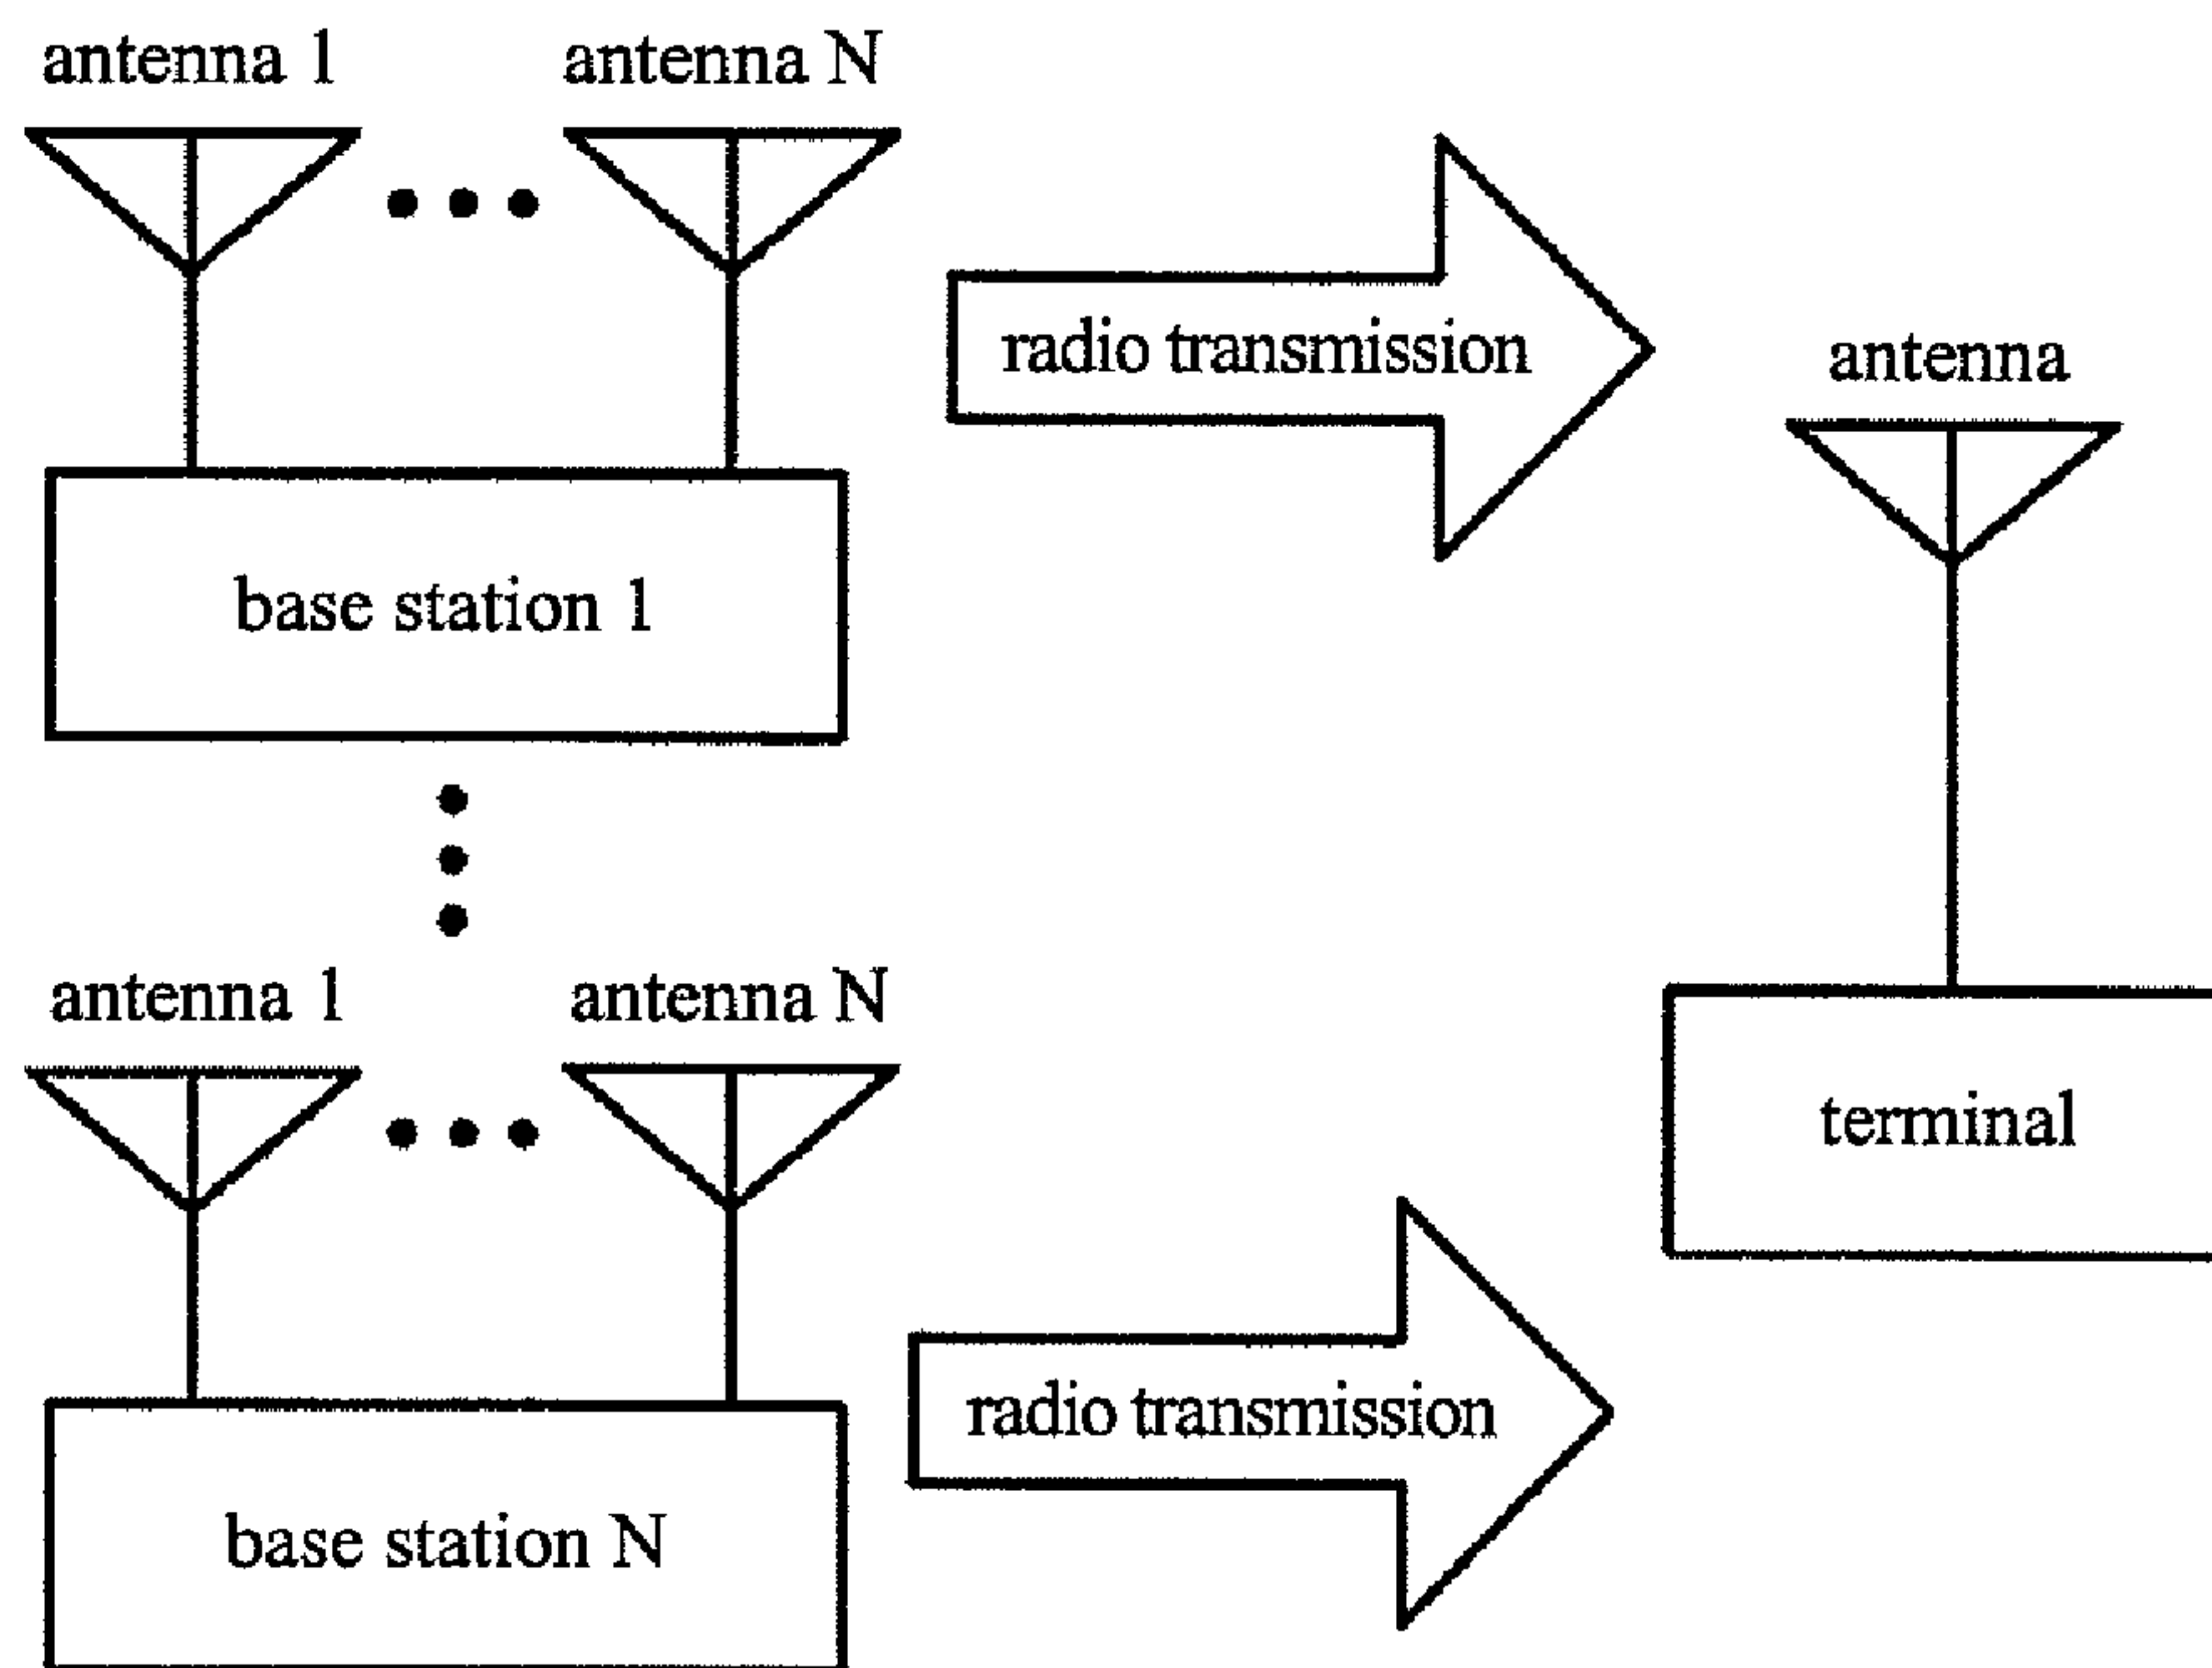 antenna 1
antenna N
radio transmission
antenna
base station 1
antenna 1
antenna N
terminal
radio transmission
base station N